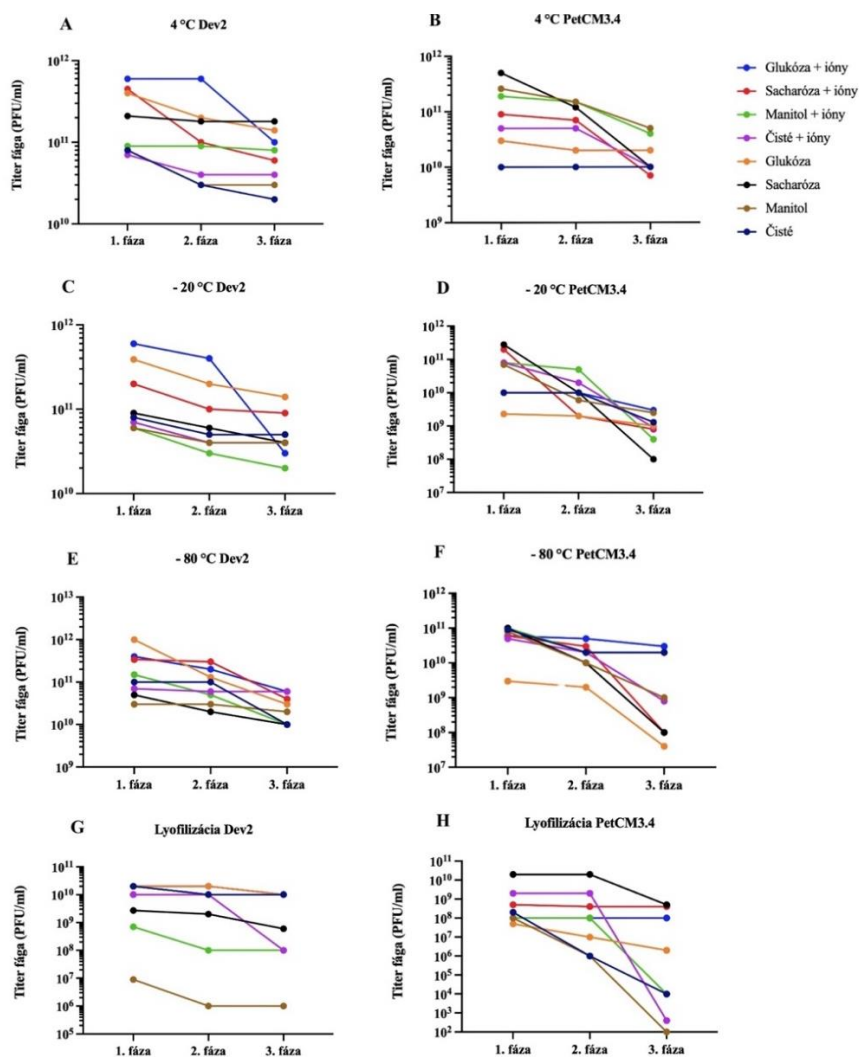 A
4 °C Dev2
Titer fága (PFU/ml)
10¹²
10¹¹
10¹⁰
1. fáza
2. fáza
3. fáza
B
4 °C PetCM3.4
Titer fága (PFU/ml)
10¹²
10¹¹
10¹⁰
10⁹
1. fáza
2. fáza
3. fáza
Glukóza + ióny
Sacharóza + ióny
Manitol + ióny
Čisté + ióny
Glukóza
Sacharóza
Manitol
Čisté
C
- 20 °C Dev2
Titer fága (PFU/ml)
10¹²
10¹¹
10¹⁰
1. fáza
2. fáza
3. fáza
D
- 20 °C PetCM3.4
Titer fága (PFU/ml)
10¹²
10¹¹
10¹⁰
10⁹
10⁸
10⁷
1. fáza
2. fáza
3. fáza
E
- 80 °C Dev2
Titer fága (PFU/ml)
10¹³
10¹²
10¹¹
10¹⁰
10⁹
1. fáza
2. fáza
3. fáza
F
- 80 °C PetCM3.4
Titer fága (PFU/ml)
10¹²
10¹¹
10¹⁰
10⁹
10⁸
10⁷
1. fáza
2. fáza
3. fáza
G
Lyofilizácia Dev2
Titer fága (PFU/ml)
10¹¹
10¹⁰
10⁹
10⁸
10⁷
10⁶
10⁵
1. fáza
2. fáza
3. fáza
H
Lyofilizácia PetCM3.4
Titer fága (PFU/ml)
10¹¹
10¹⁰
10⁹
10⁸
10⁷
10⁶
10⁵
10⁴
10³
10²
1. fáza
2. fáza
3. fáza